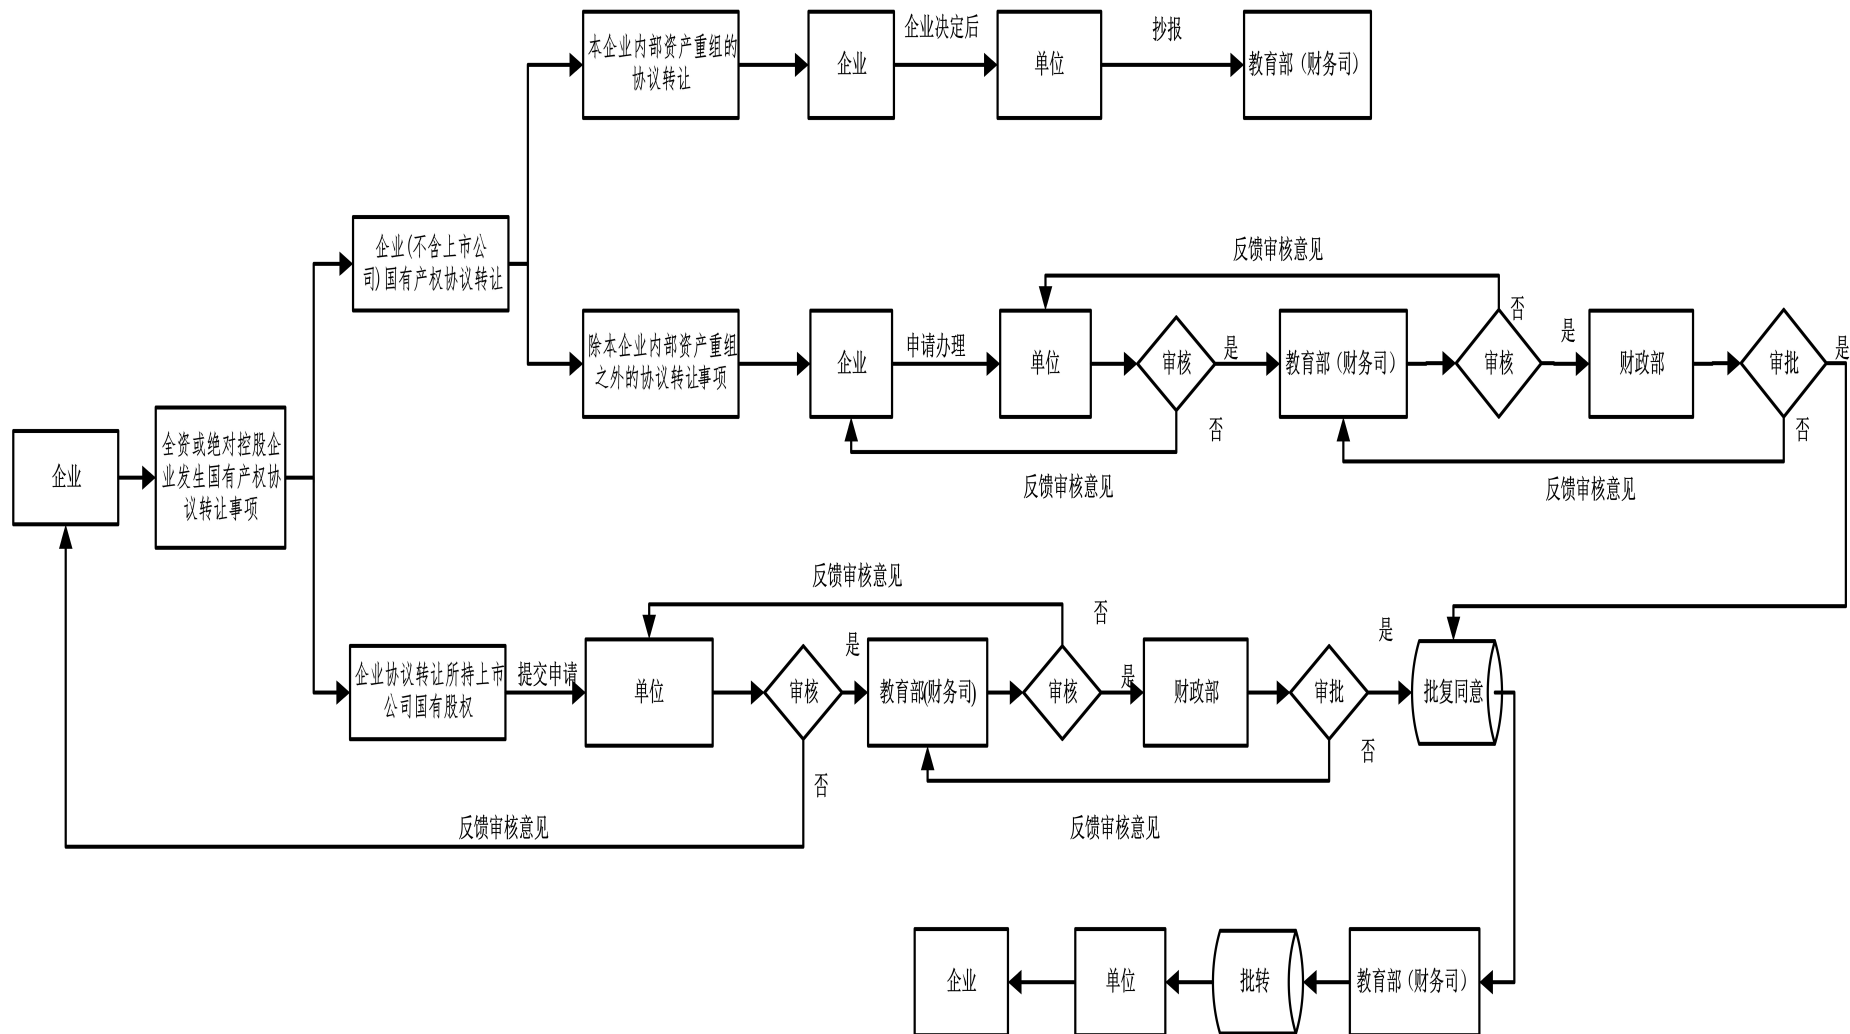 本企业内部资产重组的
协议转让
企业
企业决定后
单位
抄报
教育部（财务司）
企业(不含上市公
司)国有产权协议转让
反馈审核意见
除本企业内部资产重组
之外的协议转让事项
企业
申请办理
单位
审核
是
否
教育部（财务司）
审核
否
是
财政部
审批
是
否
反馈审核意见
反馈审核意见
企业
全资或绝对控股企
业发生国有产权协
议转让事项
反馈审核意见
企业协议转让所持上市
公司国有股权
提交申请
单位
审核
是
否
教育部(财务司)
审核
否
是
财政部
审批
是
否
批复同意
反馈审核意见
反馈审核意见
企业
单位
批转
教育部（财务司）